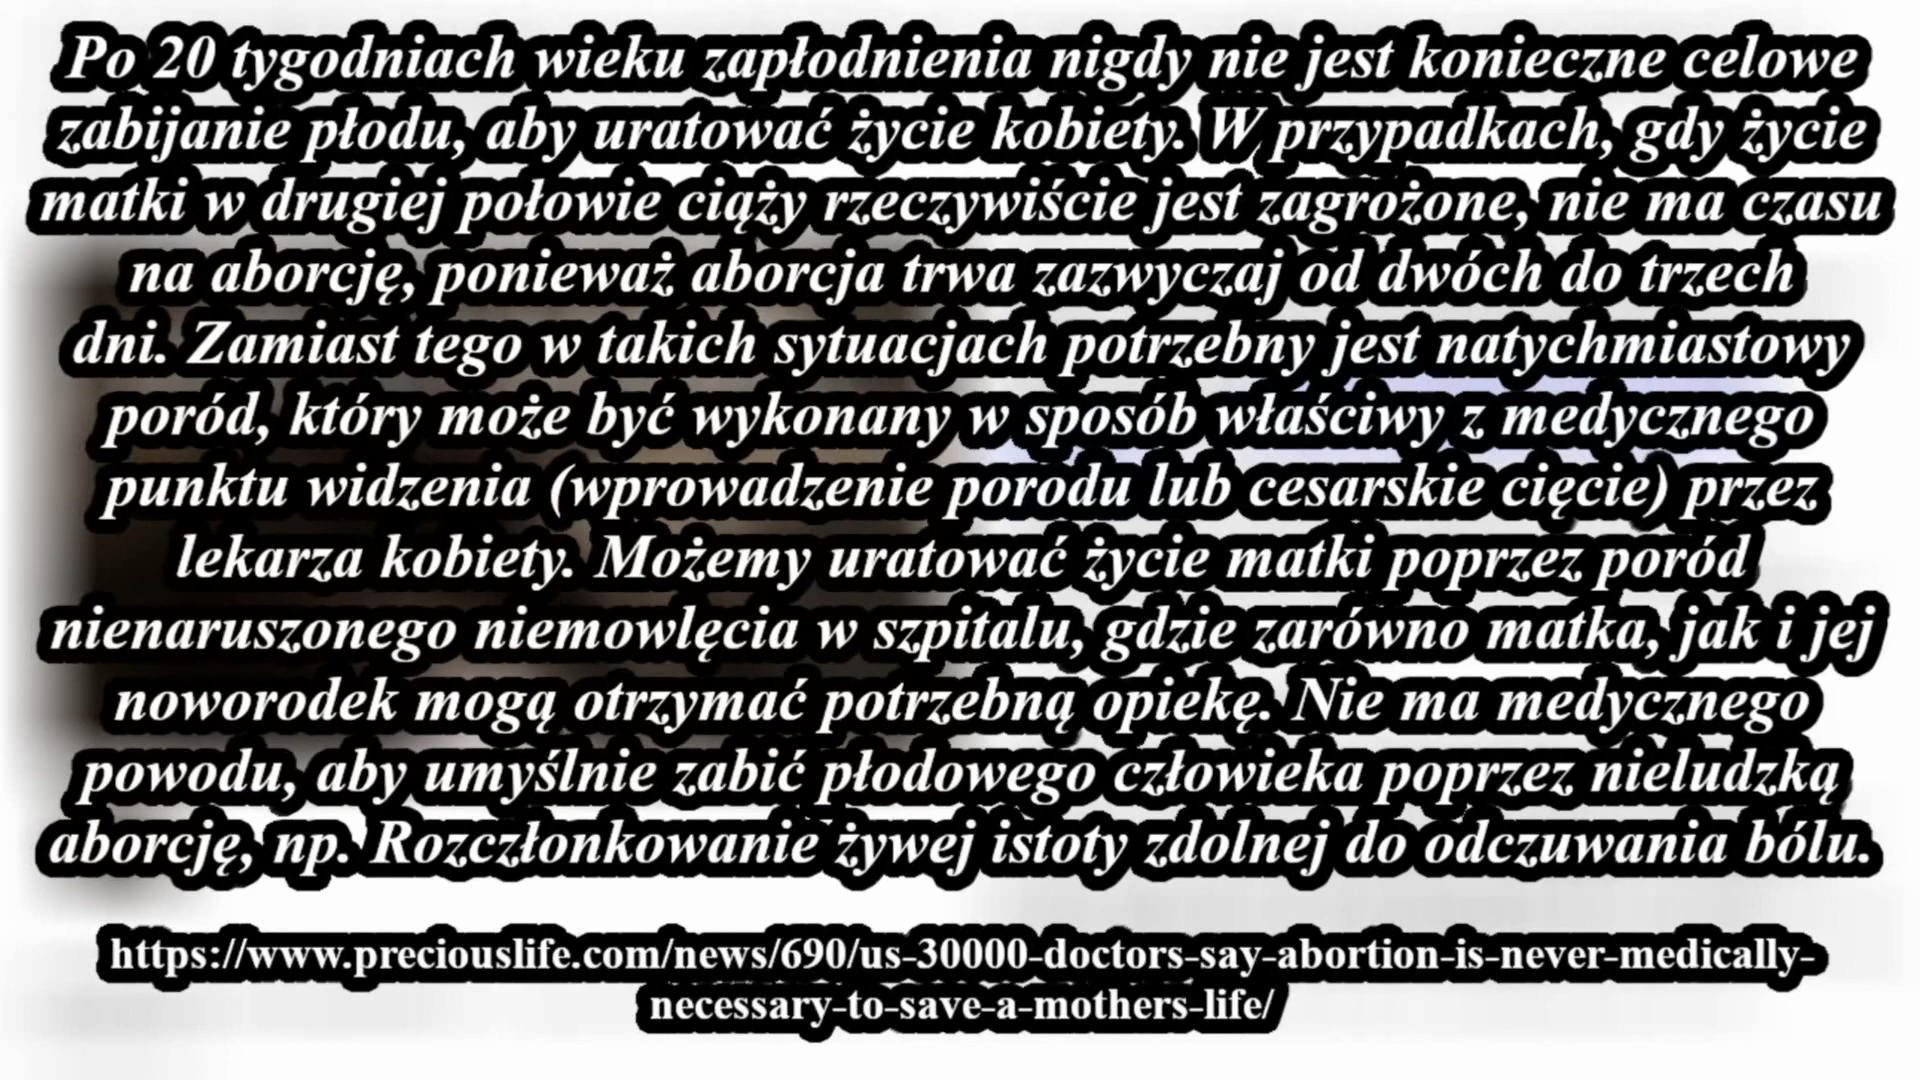 Po 20 tygodniach wieku zapłodnienia nigdy nie jest konieczne celowe
zabijanie płodu, aby uratować życie kobiety. W przypadkach, gdy życie
matki w drugiej połowie ciąży rzeczywiście jest zagrożone, nie ma czasu
na aborcję, ponieważ aborcja trwa zazwyczaj od dwóch do trzech
dni. Zamiast tego w takich sytuacjach potrzebny jest natychmiastowy
poród, który może być wykonany w sposób właściwy z medycznego
punktu widzenia (wprowadzenie porodu lub cesarskie cięcie) przez
lekarza kobiety. Możemy uratować życie matki poprzez poród
nienaruszonego niemowlęcia w szpitalu, gdzie zarówno matka, jak i jej
noworodek mogą otrzymać potrzebną opiekę. Nie ma medycznego
powodu, aby umyślnie zabić płodowego człowieka poprzez nieludzką
aborcję, np. Rozczłonkowanie żywej istoty zdolnej do odczuwania bólu.
https://www.preciouslife.com/news/690/us-30000-doctors-say-abortion-is-never-medically-
necessary-to-save-a-mothers-life/